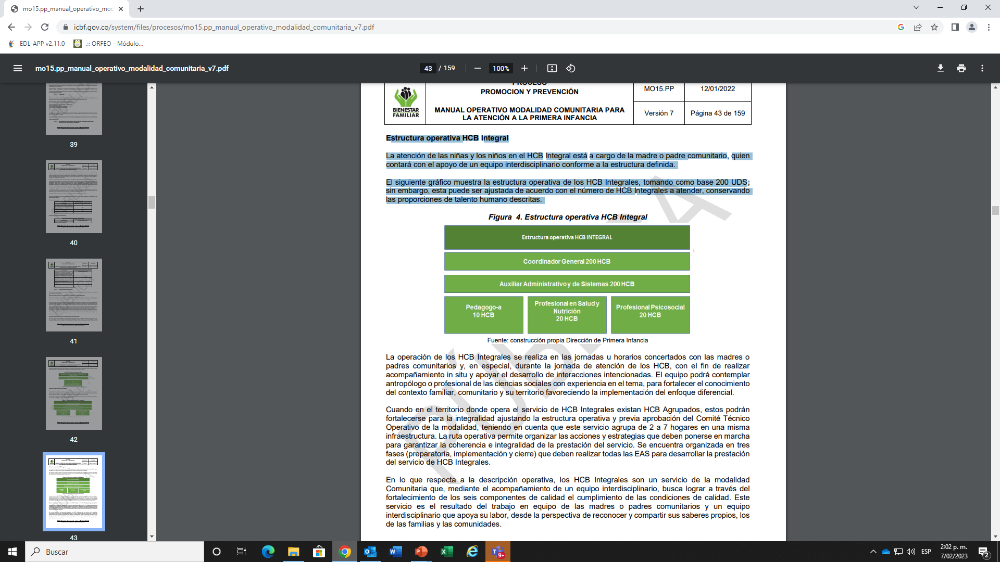 mo15.pp_manual_operativo_mod
icbf.gov.co/system/files/procesos/mo15.pp_manual_operativo_modalidad_comunitaria_v7.pdf
EDL-APP v2.11.0
.:: ORFEO - Módulo...
mo15.pp_manual_operativo_modalidad_comunitaria_v7.pdf
43 / 159
100%
39
40
41
42
43
PROCESO
PROMOCION Y PREVENCIÓN
MANUAL OPERATIVO MODALIDAD COMUNITARIA PARA
LA ATENCIÓN A LA PRIMERA INFANCIA
BIENESTAR
FAMILIAR
MO15.PP
12/01/2022
Versión 7
Página 43 de 159
Estructura operativa HCB Integral
La atención de las niñas y los niños en el HCB Integral está a cargo de la madre o padre comunitario, quien
contará con el apoyo de un equipo interdisciplinario conforme a la estructura definida.
El siguiente gráfico muestra la estructura operativa de los HCB Integrales, tomando como base 200 UDS;
sin embargo, esta puede ser ajustada de acuerdo con el número de HCB Integrales a atender, conservando
las proporciones de talento humano descritas.
Figura 4. Estructura operativa HCB Integral
Estructura operativa HCB INTEGRAL
Coordinador General 200 HCB
Auxiliar Administrativo y de Sistemas 200 HCB
Pedagogo-a
10 HCB
Profesional en Salud y
Nutrición
20 HCB
Profesional Psicosocial
20 HCB
Fuente: construcción propia Dirección de Primera Infancia
La operación de los HCB Integrales se realiza en las jornadas u horarios concertados con las madres o
padres comunitarios y, en especial, durante la jornada de atención de los HCB, con el fin de realizar
acompañamiento in situ y apoyar el desarrollo de interacciones intencionadas. El equipo podrá contemplar
antropólogo o profesional de las ciencias sociales con experiencia en el tema, para fortalecer el conocimiento
del contexto familiar, comunitario y su territorio favoreciendo la implementación del enfoque diferencial.
Cuando en el territorio donde opera el servicio de HCB Integrales existan HCB Agrupados, estos podrán
fortalecerse para la integralidad ajustando la estructura operativa y previa aprobación del Comité Técnico
Operativo de la modalidad, teniendo en cuenta que este servicio agrupa de 2 a 7 hogares en una misma
infraestructura. La ruta operativa permite organizar las acciones y estrategias que deben ponerse en marcha
para garantizar la coherencia e integralidad de la prestación del servicio. Se encuentra organizada en tres
fases (preparatoria, implementación y cierre) que deben realizar todas las EAS para desarrollar la prestación
del servicio de HCB Integrales.
En lo que respecta a la descripción operativa, los HCB Integrales son un servicio de la modalidad
Comunitaria que, mediante el acompañamiento de un equipo interdisciplinario, busca lograr a través del
fortalecimiento de los seis componentes de calidad el cumplimiento de las condiciones de calidad. Este
servicio es el resultado del trabajo en equipo de las madres o padres comunitarios y un equipo
interdisciplinario que apoya su labor, desde la perspectiva de reconocer y compartir sus saberes propios, los
de las familias y las comunidades.
Buscar
9+
ESP
2:02 p. m.
7/02/2023
2